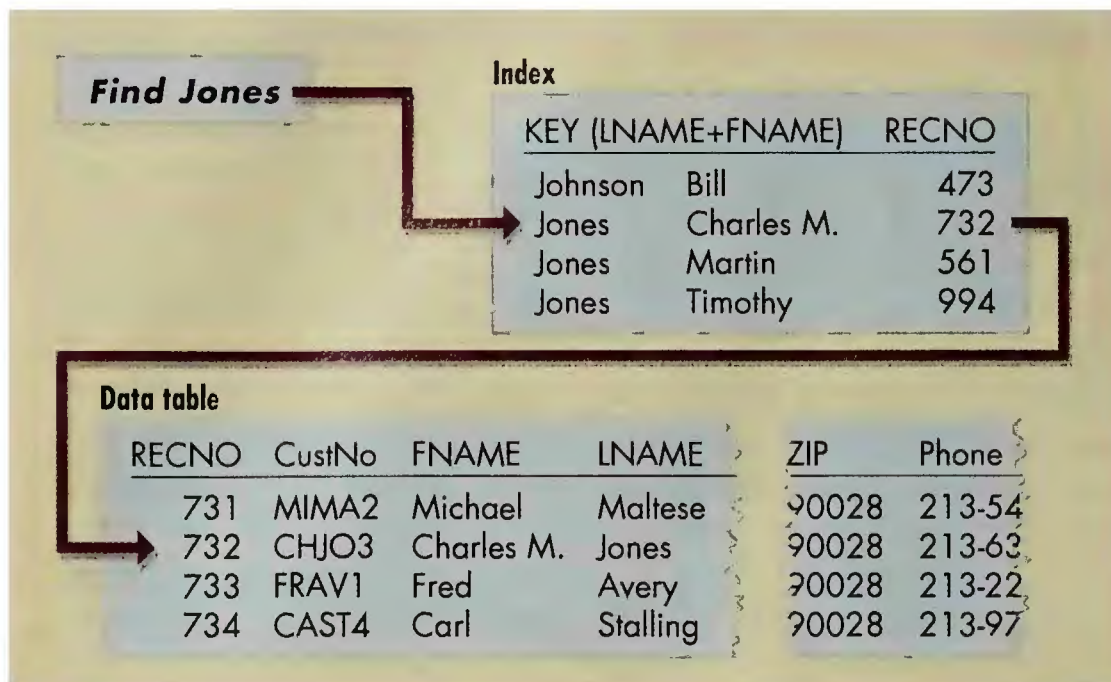 Find Jones
Index
KEY (LNAME+FNAME) RECNO
Johnson Bill 473
Jones Charles M. 732
Jones Martin 561
Jones Timothy 994
Data table
RECNO CustNo FNAME LNAME ZIP Phone
731 MIMA2 Michael Maltese 90028 213-54
732 CHJO3 Charles M. Jones 90028 213-63
733 FRAV1 Fred Avery 90028 213-22
734 CAST4 Carl Stalling 90028 213-97